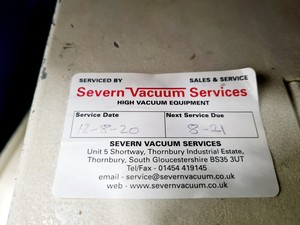 SERVICED BY SALES & SERVICE
Severn Vacuum Services
HIGH VACUUM EQUIPMENT
Service Date Next Service Due
12-8-20 8-21
SEVERN VACUUM SERVICES
Unit 5 Shortway, Thornbury Industrial Estate,
Thornbury, South Gloucestershire BS35 3UT
Tel/Fax - 01454 419145
email - service@severnvacuum.co.uk
web - www.severnvacuum.co.uk